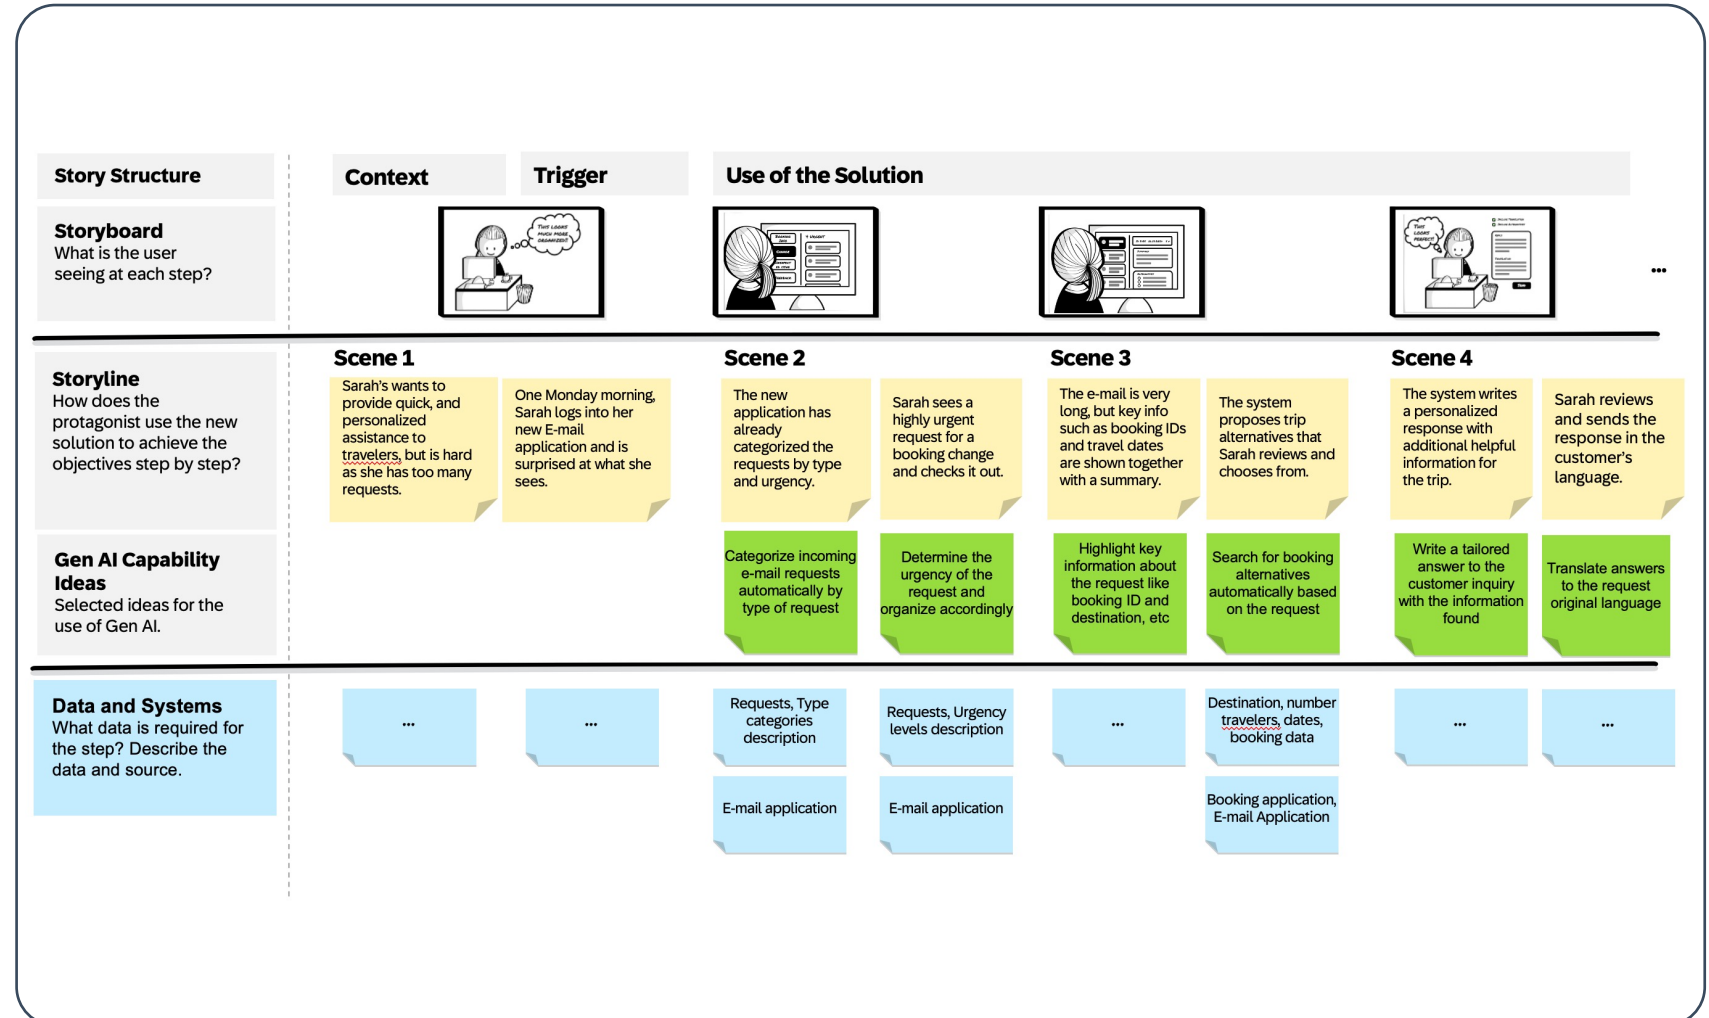 Story Structure
Context
Trigger
Use of the Solution
Storyboard
What is the user
seeing at each step?
THIS LOOKS
MUCH MORE
ORGANIZED!
URGENT
THIS LOOKS
PERFECT!
...
Storyline
How does the
protagonist use the new
solution to achieve the
objectives step by step?
Scene 1
Sarah's wants to
provide quick, and
personalized
assistance to
travelers, but is hard
as she has too many
requests.
One Monday morning,
Sarah logs into her
new E-mail
application and is
surprised at what she
sees.
Scene 2
The new
application has
already
categorized the
requests by type
and urgency.
Sarah sees a
highly urgent
request for a
booking change
and checks it out.
Scene 3
The e-mail is very
long, but key info
such as booking IDs
and travel dates
are shown together
with a summary.
The system
proposes trip
alternatives that
Sarah reviews and
chooses from.
Scene 4
The system writes
a personalized
response with
additional helpful
information for
the trip.
Sarah reviews
and sends the
response in the
customer's
language.
Gen AI Capability
Ideas
Selected ideas for the
use of Gen AI.
Categorize incoming
e-mail requests
automatically by
type of request
Determine the
urgency of the
request and
organize accordingly
Highlight key
information about
the request like
booking ID and
destination, etc
Search for booking
alternatives
automatically based
on the request
Write a tailored
answer to the
customer inquiry
with the information
found
Translate answers
to the request
original language
Data and Systems
What data is required for
the step? Describe the
data and source.
...
...
Requests, Type
categories
description
Requests, Urgency
levels description
...
Destination, number
travelers, dates,
booking data
...
...
E-mail application
E-mail application
Booking application,
E-mail Application